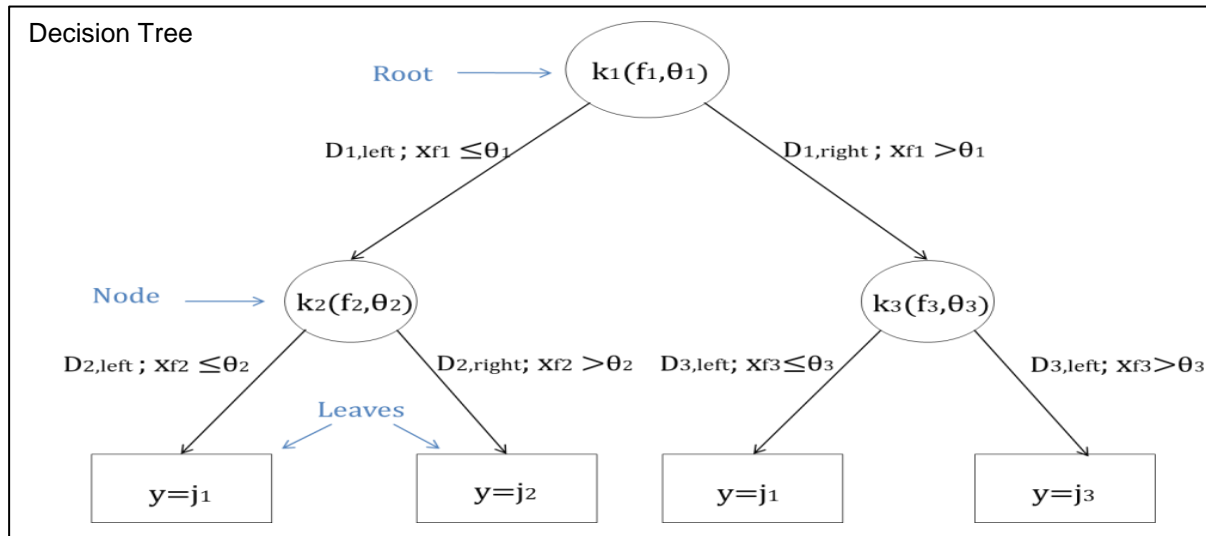 Decision Tree
Root
k1(f1,θ1)
D1,left; xf1 ≤θ1
D1,right; xf1 >θ1
Node
k2(f2,θ2)
k3(f3,θ3)
D2,left; xf2 ≤θ2
D2,right; xf2 >θ2
D3,left; xf3≤θ3
D3,left; xf3>θ3
Leaves
y=j1
y=j2
y=j1
y=j3